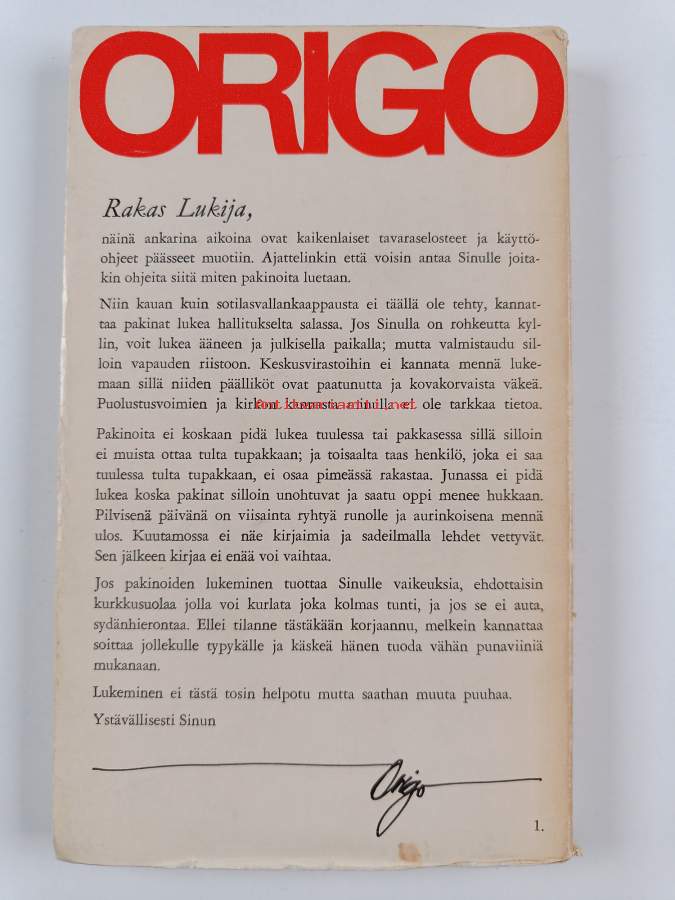 ORIGO
Rakas Lukija,
näinä ankarina aikoina ovat kaikenlaiset tavaraselosteet ja käyttö-
ohjeet päässeet muotiin. Ajattelinkin että voisin antaa Sinulle joita-
kin ohjeita siitä miten pakinoita luetaan.
Niin kauan kuin sotilasvallankaappausta ei täällä ole tehty, kannat-
taa pakinat lukea hallitukselta salassa. Jos Sinulla on rohkeutta kyl-
lin, voit lukea ääneen ja julkisella paikalla; mutta valmistaudu sil-
loin vapauden riistoon. Keskusvirastoihin ei kannata mennä luke-
maan sillä niiden päälliköt ovat paatunutta ja kovakorvaista väkeä.
Puolustusvoimien ja kirkon kannasta minulla ei ole tarkkaa tietoa.
Pakinoita ei koskaan pidä lukea tuulessa tai pakkasessa sillä silloin
ei muista ottaa tulta tupakkaan; ja toisaalta taas henkilö, joka ei saa
tuulessa tulta tupakkaan, ei osaa pimeässä rakastaa. Junassa ei pidä
lukea koska pakinat silloin unohtuvat ja saatu oppi menee hukkaan.
Pilvisenä päivänä on viisainta ryhtyä runolle ja aurinkoisena mennä
ulos. Kuutamossa ei näe kirjaimia ja sadeilmalla lehdet vettyvät.
Sen jälkeen kirjaa ei enää voi vaihtaa.
Jos pakinoiden lukeminen tuottaa Sinulle vaikeuksia, ehdottaisin
kurkkusuolaa jolla voi kurlata joka kolmas tunti, ja jos se ei auta,
sydänhierontaa. Ellei tilanne tästäkään korjaannu, melkein kannattaa
soittaa jollekulle typykälle ja käskeä hänen tuoda vähän punaviiniä
mukanaan.
Lukeminen ei tästä tosin helpotu mutta saathan muuta puuhaa.
Ystävällisesti Sinun
Origo
1.